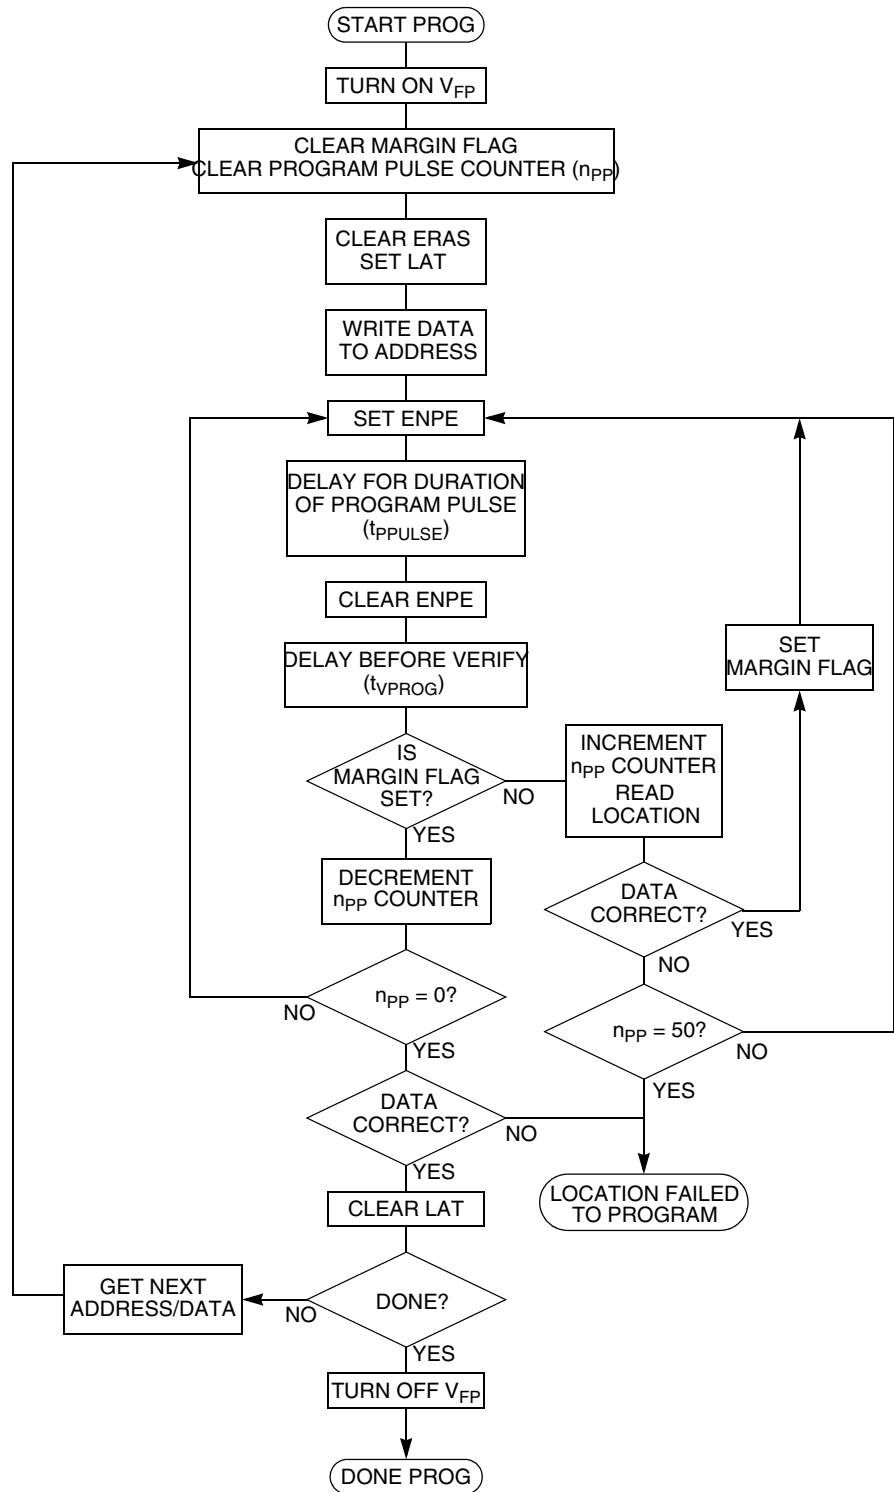 START PROG
TURN ON VFP
CLEAR MARGIN FLAG
CLEAR PROGRAM PULSE COUNTER (nPP)
CLEAR ERAS
SET LAT
WRITE DATA
TO ADDRESS
SET ENPE
DELAY FOR DURATION
OF PROGRAM PULSE
(tPPULSE)
CLEAR ENPE
DELAY BEFORE VERIFY
(tVPROG)
SET
MARGIN FLAG
IS
MARGIN FLAG
SET?
NO
YES
INCREMENT
nPP COUNTER
READ
LOCATION
DECREMENT
nPP COUNTER
DATA
CORRECT?
YES
NO
nPP = 0?
NO
YES
nPP = 50?
NO
YES
DATA
CORRECT?
NO
YES
LOCATION FAILED
TO PROGRAM
CLEAR LAT
GET NEXT
ADDRESS/DATA
DONE?
NO
YES
TURN OFF VFP
DONE PROG